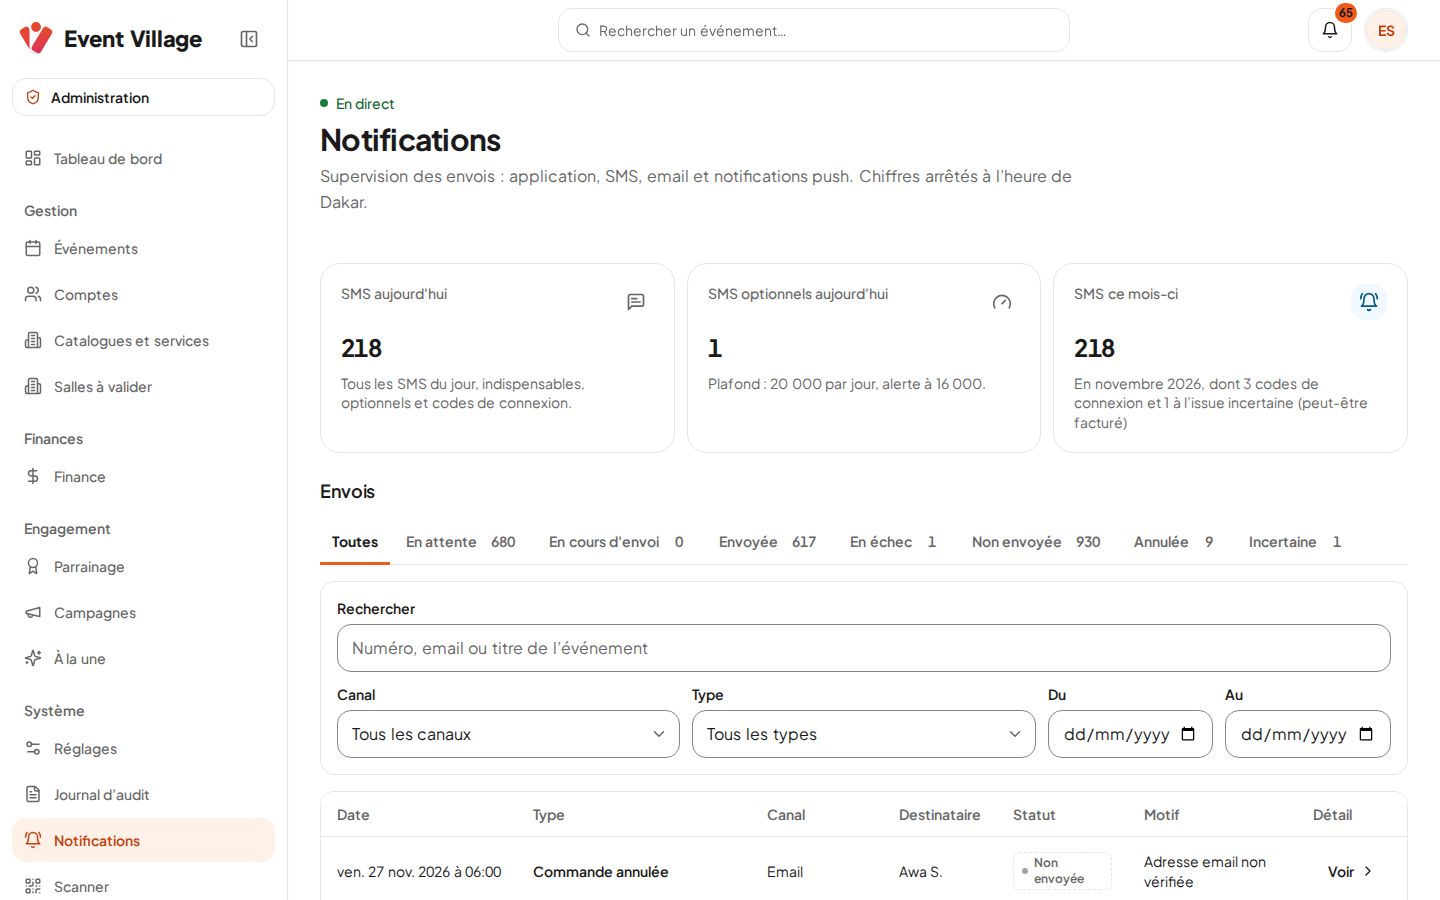 Event Village
Rechercher un événement…
65
ES
Administration
Tableau de bord
Gestion
Événements
Comptes
Catalogues et services
Salles à valider
Finances
Finance
Engagement
Parrainage
Campagnes
À la une
Système
Réglages
Journal d’audit
Notifications
Scanner
En direct
Notifications
Supervision des envois : application, SMS, email et notifications push. Chiffres arrêtés à l’heure de
Dakar.
SMS aujourd'hui
218
Tous les SMS du jour, indispensables,
optionnels et codes de connexion.
SMS optionnels aujourd'hui
1
Plafond : 20 000 par jour, alerte à 16 000.
SMS ce mois-ci
218
En novembre 2026, dont 3 codes de
connexion et 1 à l’issue incertaine (peut-être
facturé)
Envois
Toutes En attente 680 En cours d'envoi 0 Envoyée 617 En échec 1 Non envoyée 930 Annulée 9 Incertaine 1
Rechercher
Numéro, email ou titre de l’événement
Canal Type Du Au
Tous les canaux Tous les types dd/mm/yyyy dd/mm/yyyy
Date Type Canal Destinataire Statut Motif Détail
ven. 27 nov. 2026 à 06:00 Commande annulée Email Awa S. Non envoyée Adresse email non vérifiée Voir